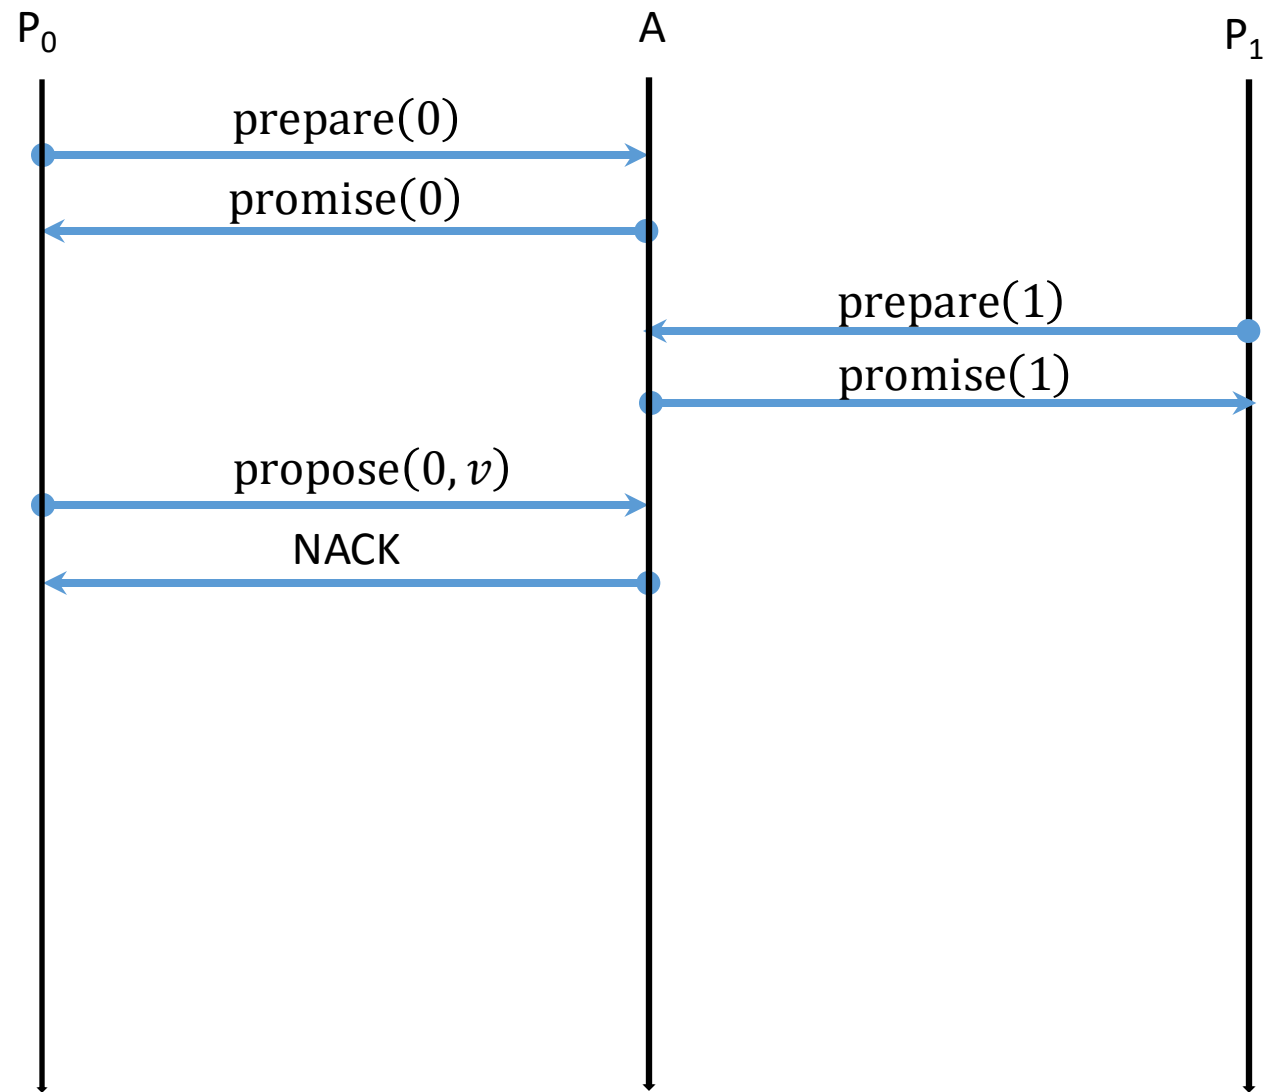 P₀ A P₁
prepare(0)
promise(0)
prepare(1)
promise(1)
propose(0, v)
NACK